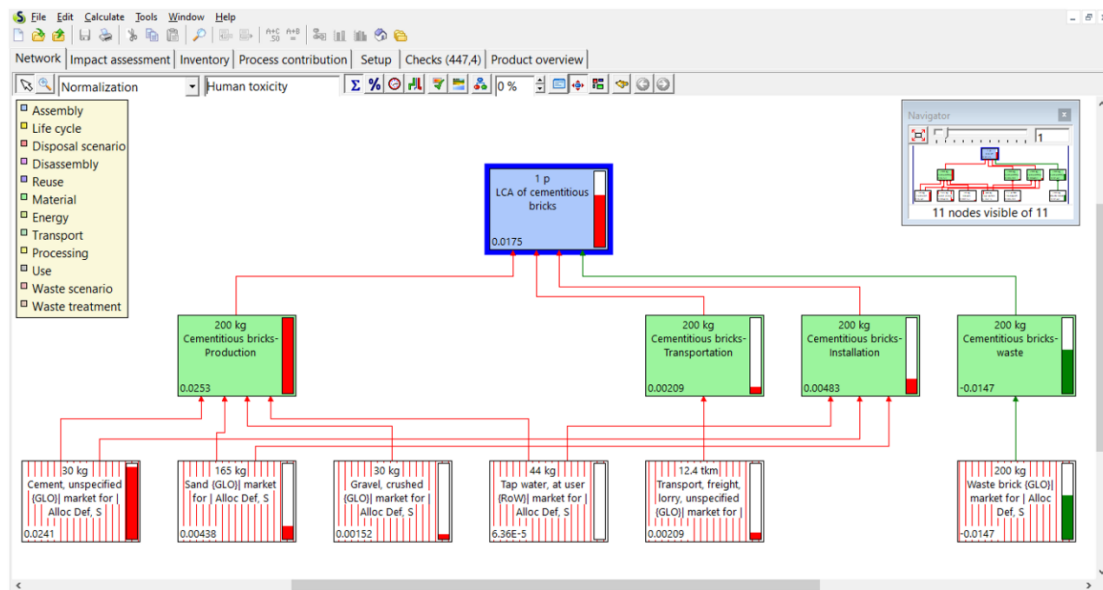 File Edit Calculate Tools Window Help
A+C 50 A+B =
Network Impact assessment Inventory Process contribution Setup Checks (447,4) Product overview
Normalization Human toxicity Σ % 0 %
Assembly
Life cycle
Disposal scenario
Disassembly
Reuse
Material
Energy
Transport
Processing
Use
Waste scenario
Waste treatment
Navigator
1
11 nodes visible of 11
1 p
LCA of cementitious
bricks
0.0175
200 kg
Cementitious bricks-
Production
0.0253
200 kg
Cementitious bricks-
Transportation
0.00209
200 kg
Cementitious bricks-
Installation
0.00483
200 kg
Cementitious bricks-
waste
-0.0147
30 kg
Cement, unspecified
{GLO}| market for |
Alloc Def, S
0.0241
165 kg
Sand {GLO}| market
for | Alloc Def, S
0.00438
30 kg
Gravel, crushed
{GLO}| market for |
Alloc Def, S
0.00152
44 kg
Tap water, at user
{RoW}| market for |
Alloc Def, S
6.36E-5
12.4 tkm
Transport, freight,
lorry, unspecified
{GLO}| market for |
0.00209
200 kg
Waste brick {GLO}|
market for | Alloc
Def, S
-0.0147